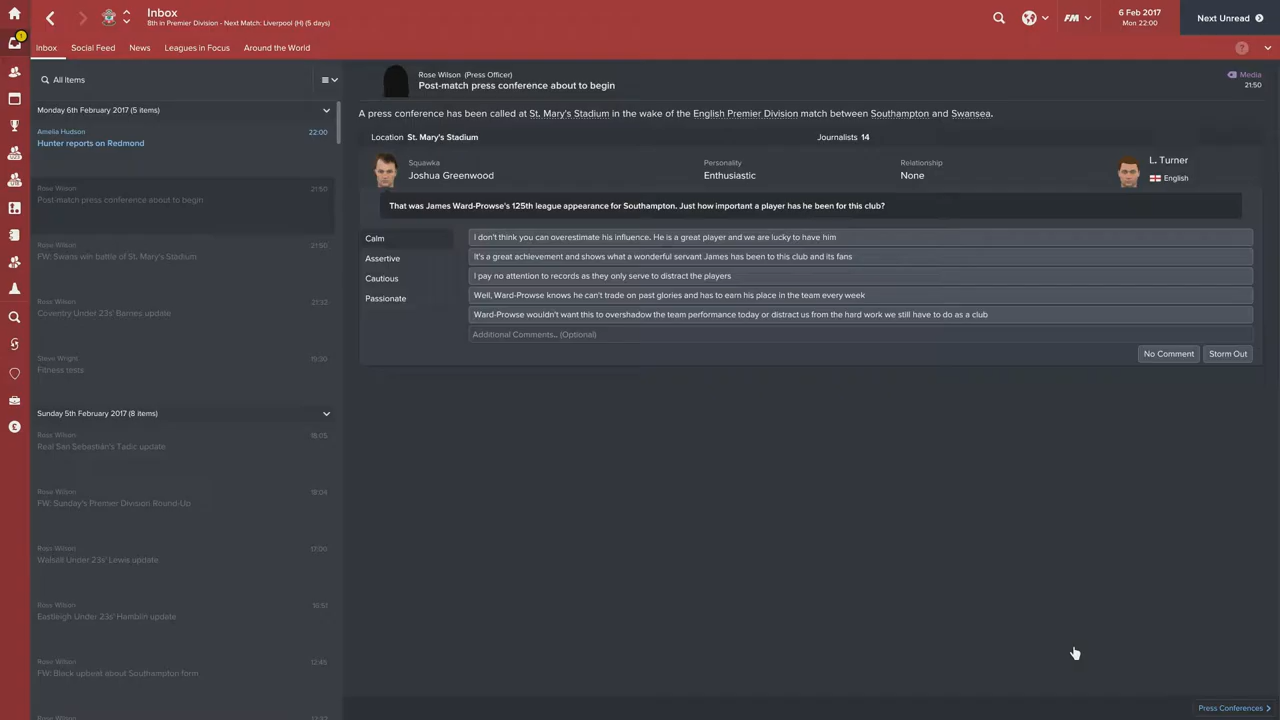 Inbox
8th in Premier Division - Next Match: Liverpool (H) (5 days)
FM
6 Feb 2017
Mon 22:00
Next Unread
1
Inbox
Social Feed
News
Leagues in Focus
Around the World
?
All Items
Monday 6th February 2017 (5 items)
Amelia Hudson
22:00
Hunter reports on Redmond
Rose Wilson
21:50
Post-match press conference about to begin
Rose Wilson
21:50
FW: Swans win battle of St. Mary's Stadium
Rose Wilson
21:32
Coventry Under 23s' Barnes update
Steve Wright
19:30
Fitness tests
Sunday 5th February 2017 (8 items)
Rose Wilson
18:05
Real San Sebastián's Tadic update
Rose Wilson
18:04
FW: Sunday's Premier Division Round-Up
Rose Wilson
17:00
Walsall Under 23s' Lewis update
Rose Wilson
16:51
Eastleigh Under 23s' Hamblin update
Rose Wilson
12:45
FW: Black upbeat about Southampton form
Rose Wilson
Rose Wilson (Press Officer)
Post-match press conference about to begin
Media
21:50
A press conference has been called at St. Mary's Stadium in the wake of the English Premier Division match between Southampton and Swansea.
Location St. Mary's Stadium
Journalists 14
Squawka
Joshua Greenwood
Personality
Enthusiastic
Relationship
None
L. Turner
English
That was James Ward-Prowse's 125th league appearance for Southampton. Just how important a player has he been for this club?
Calm
Assertive
Cautious
Passionate
I don't think you can overestimate his influence. He is a great player and we are lucky to have him
It's a great achievement and shows what a wonderful servant James has been to this club and its fans
I pay no attention to records as they only serve to distract the players
Well, Ward-Prowse knows he can't trade on past glories and has to earn his place in the team every week
Ward-Prowse wouldn't want this to overshadow the team performance today or distract us from the hard work we still have to do as a club
Additional Comments.. (Optional)
No Comment
Storm Out
Press Conferences